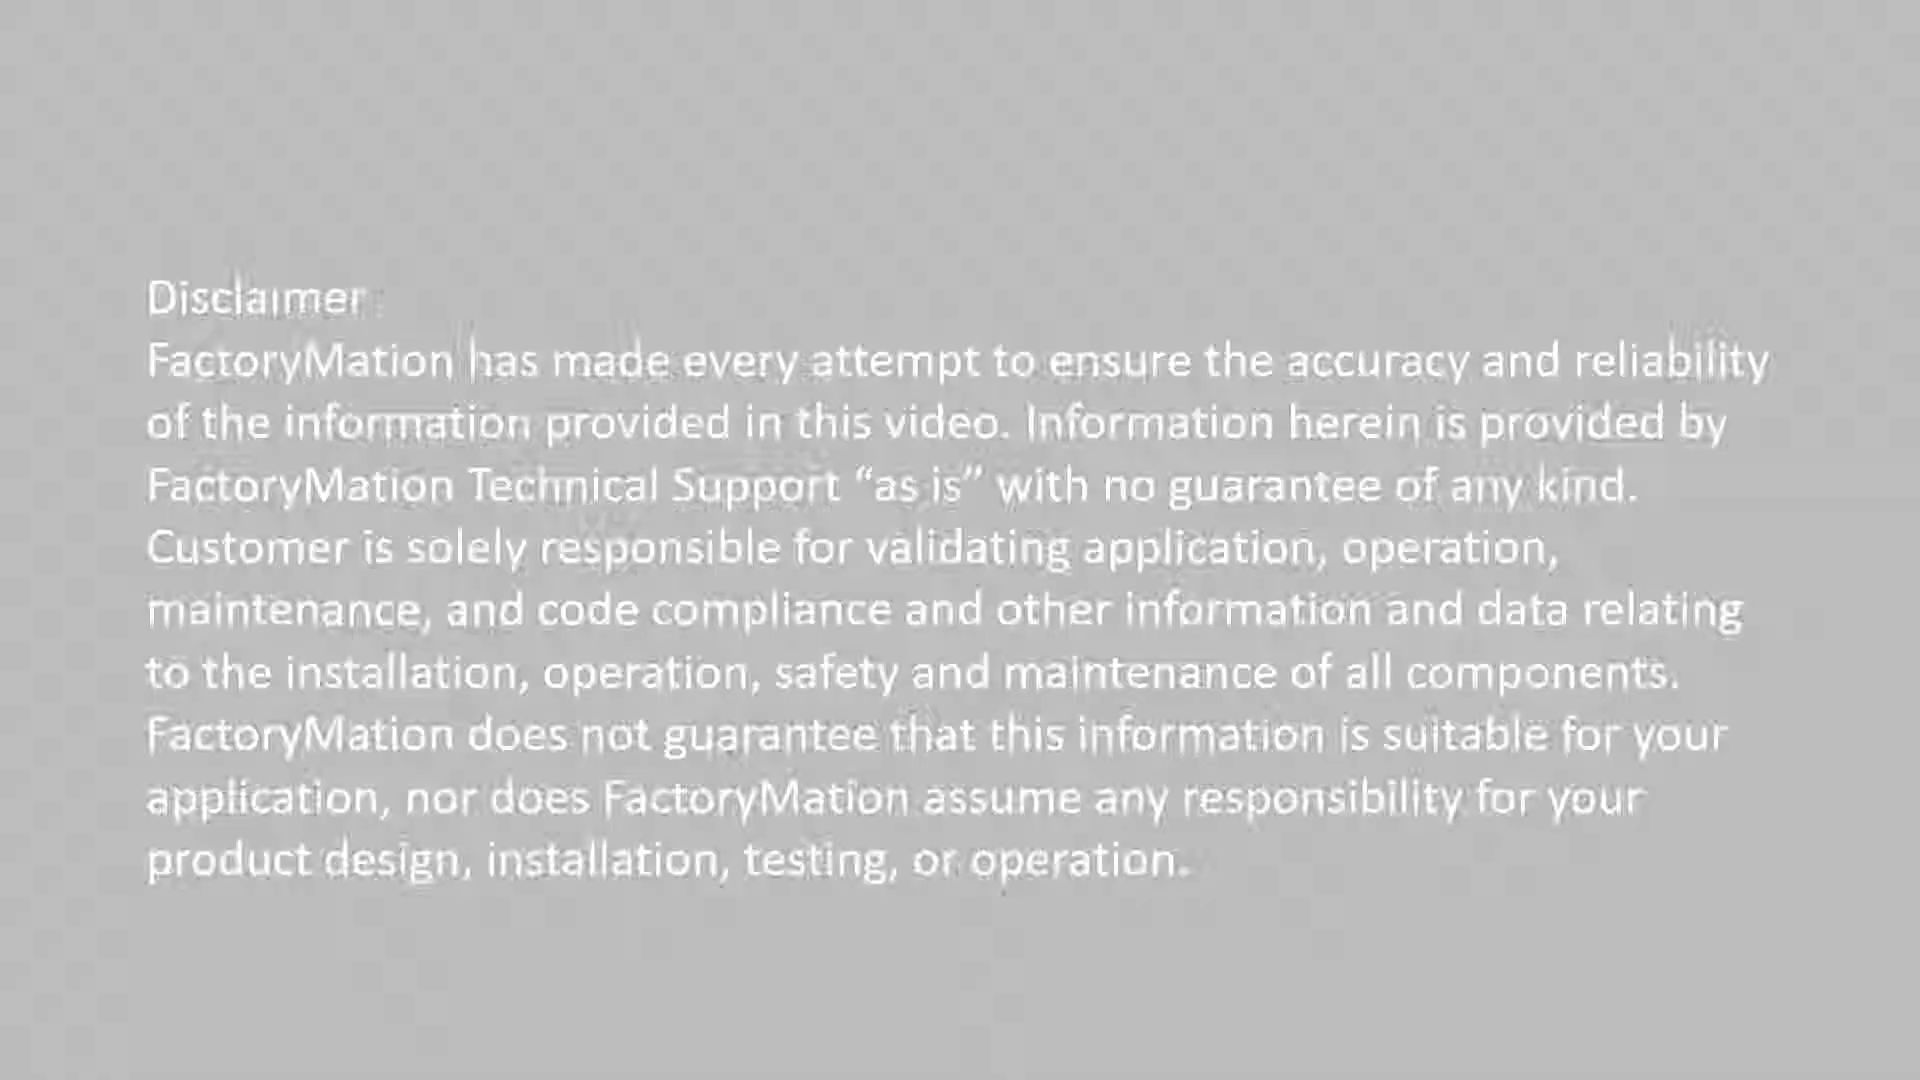 Disclaimer
FactoryMation has made every attempt to ensure the accuracy and reliability
of the information provided in this video. Information herein is provided by
FactoryMation Technical Support “as is” with no guarantee of any kind.
Customer is solely responsible for validating application, operation,
maintenance, and code compliance and other information and data relating
to the installation, operation, safety and maintenance of all components.
FactoryMation does not guarantee that this information is suitable for your
application, nor does FactoryMation assume any responsibility for your
product design, installation, testing, or operation.